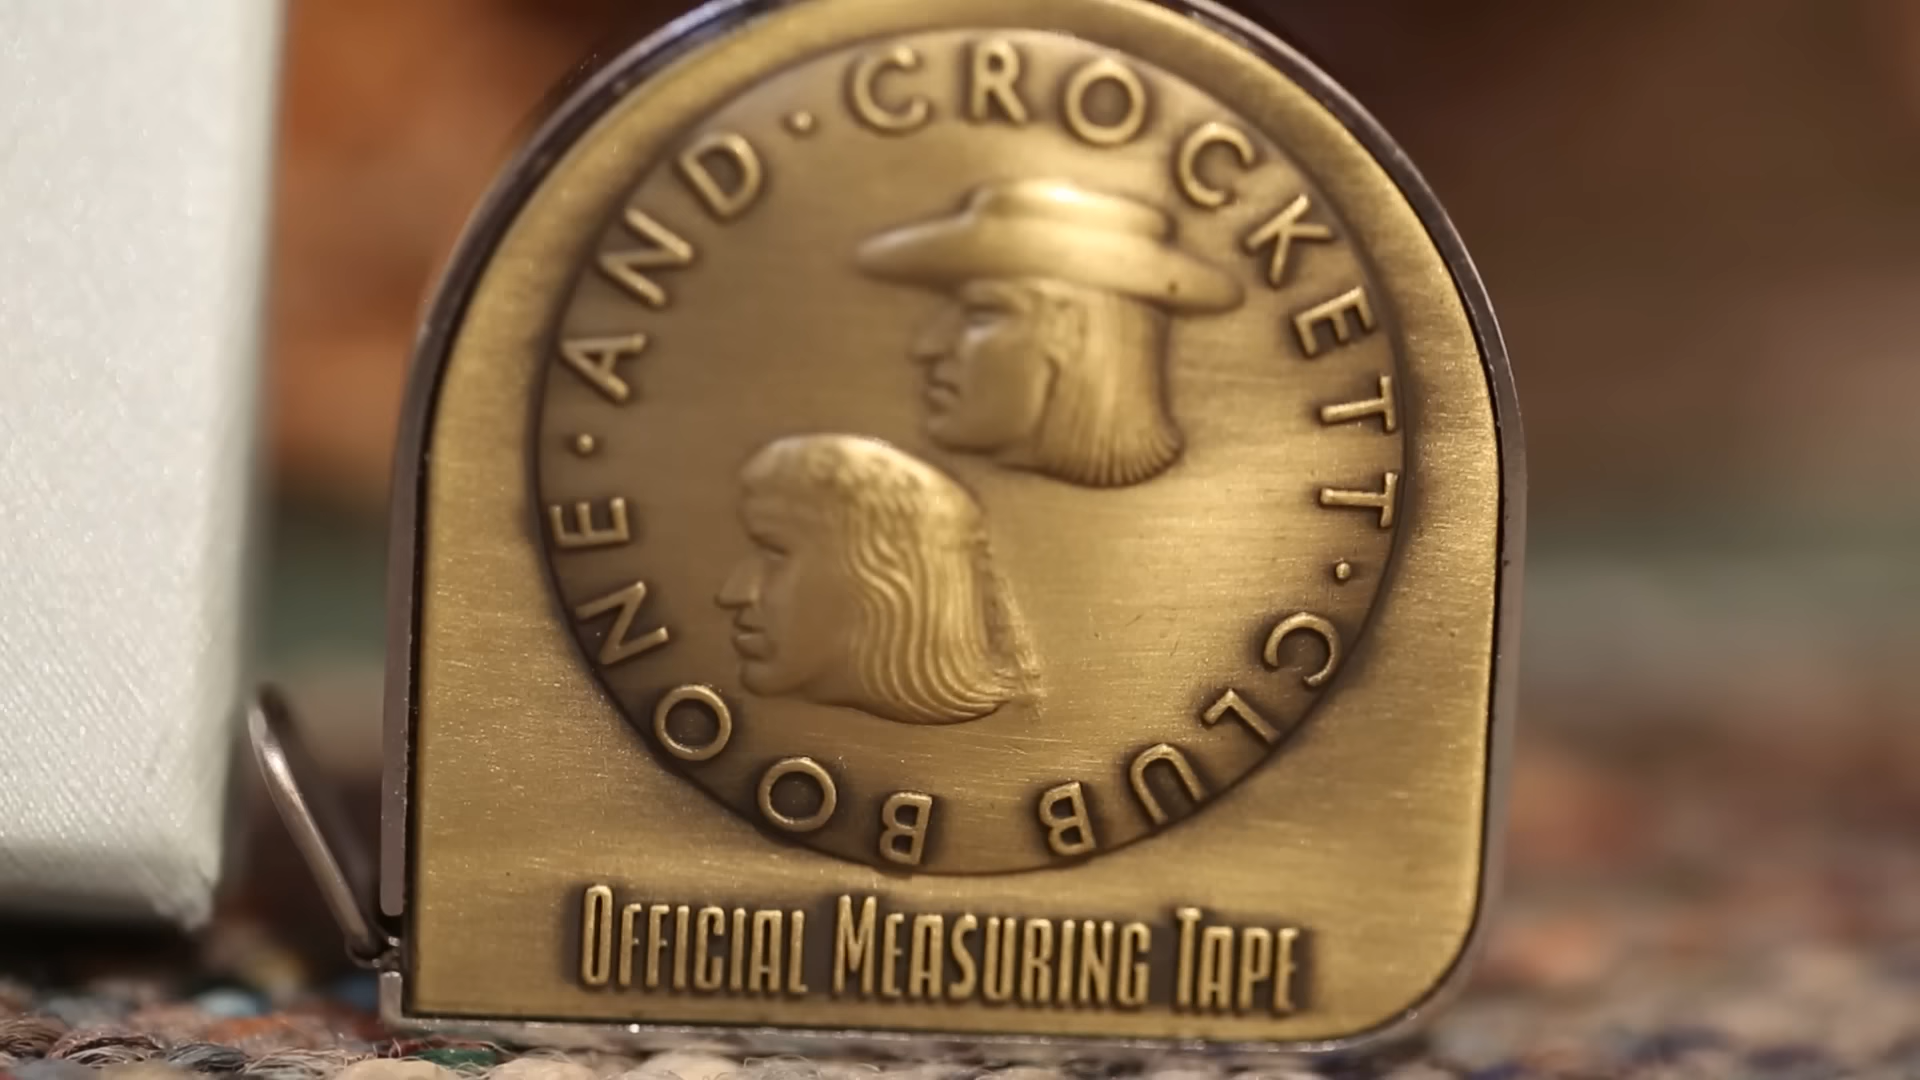 BOONE · AND · CROCKETT · CLUB
OFFICIAL MEASURING TAPE